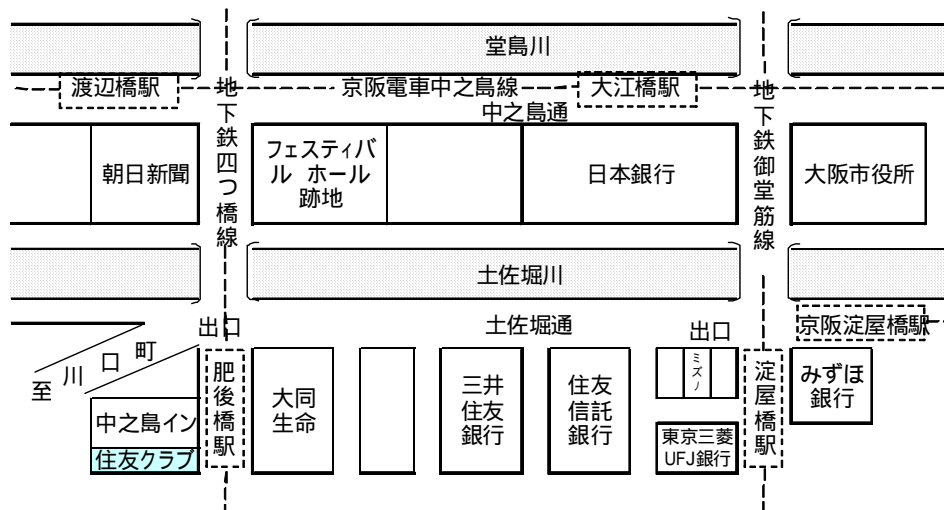 堂島川
渡辺橋駅
京阪電車中之島線
大江橋駅
中之島通
地下鉄四つ橋線
地下鉄御堂筋線
朝日新聞
フェスティバ
ル ホール
跡地
日本銀行
大阪市役所
土佐堀川
出口
土佐堀通
出口
京阪淀屋橋駅
至川口町
肥後橋駅
大同
生命
三井
住友
銀行
住友
信託
銀行
ミズノ
淀屋橋駅
みずほ
銀行
中之島イン
住友クラブ
東京三菱
UFJ銀行